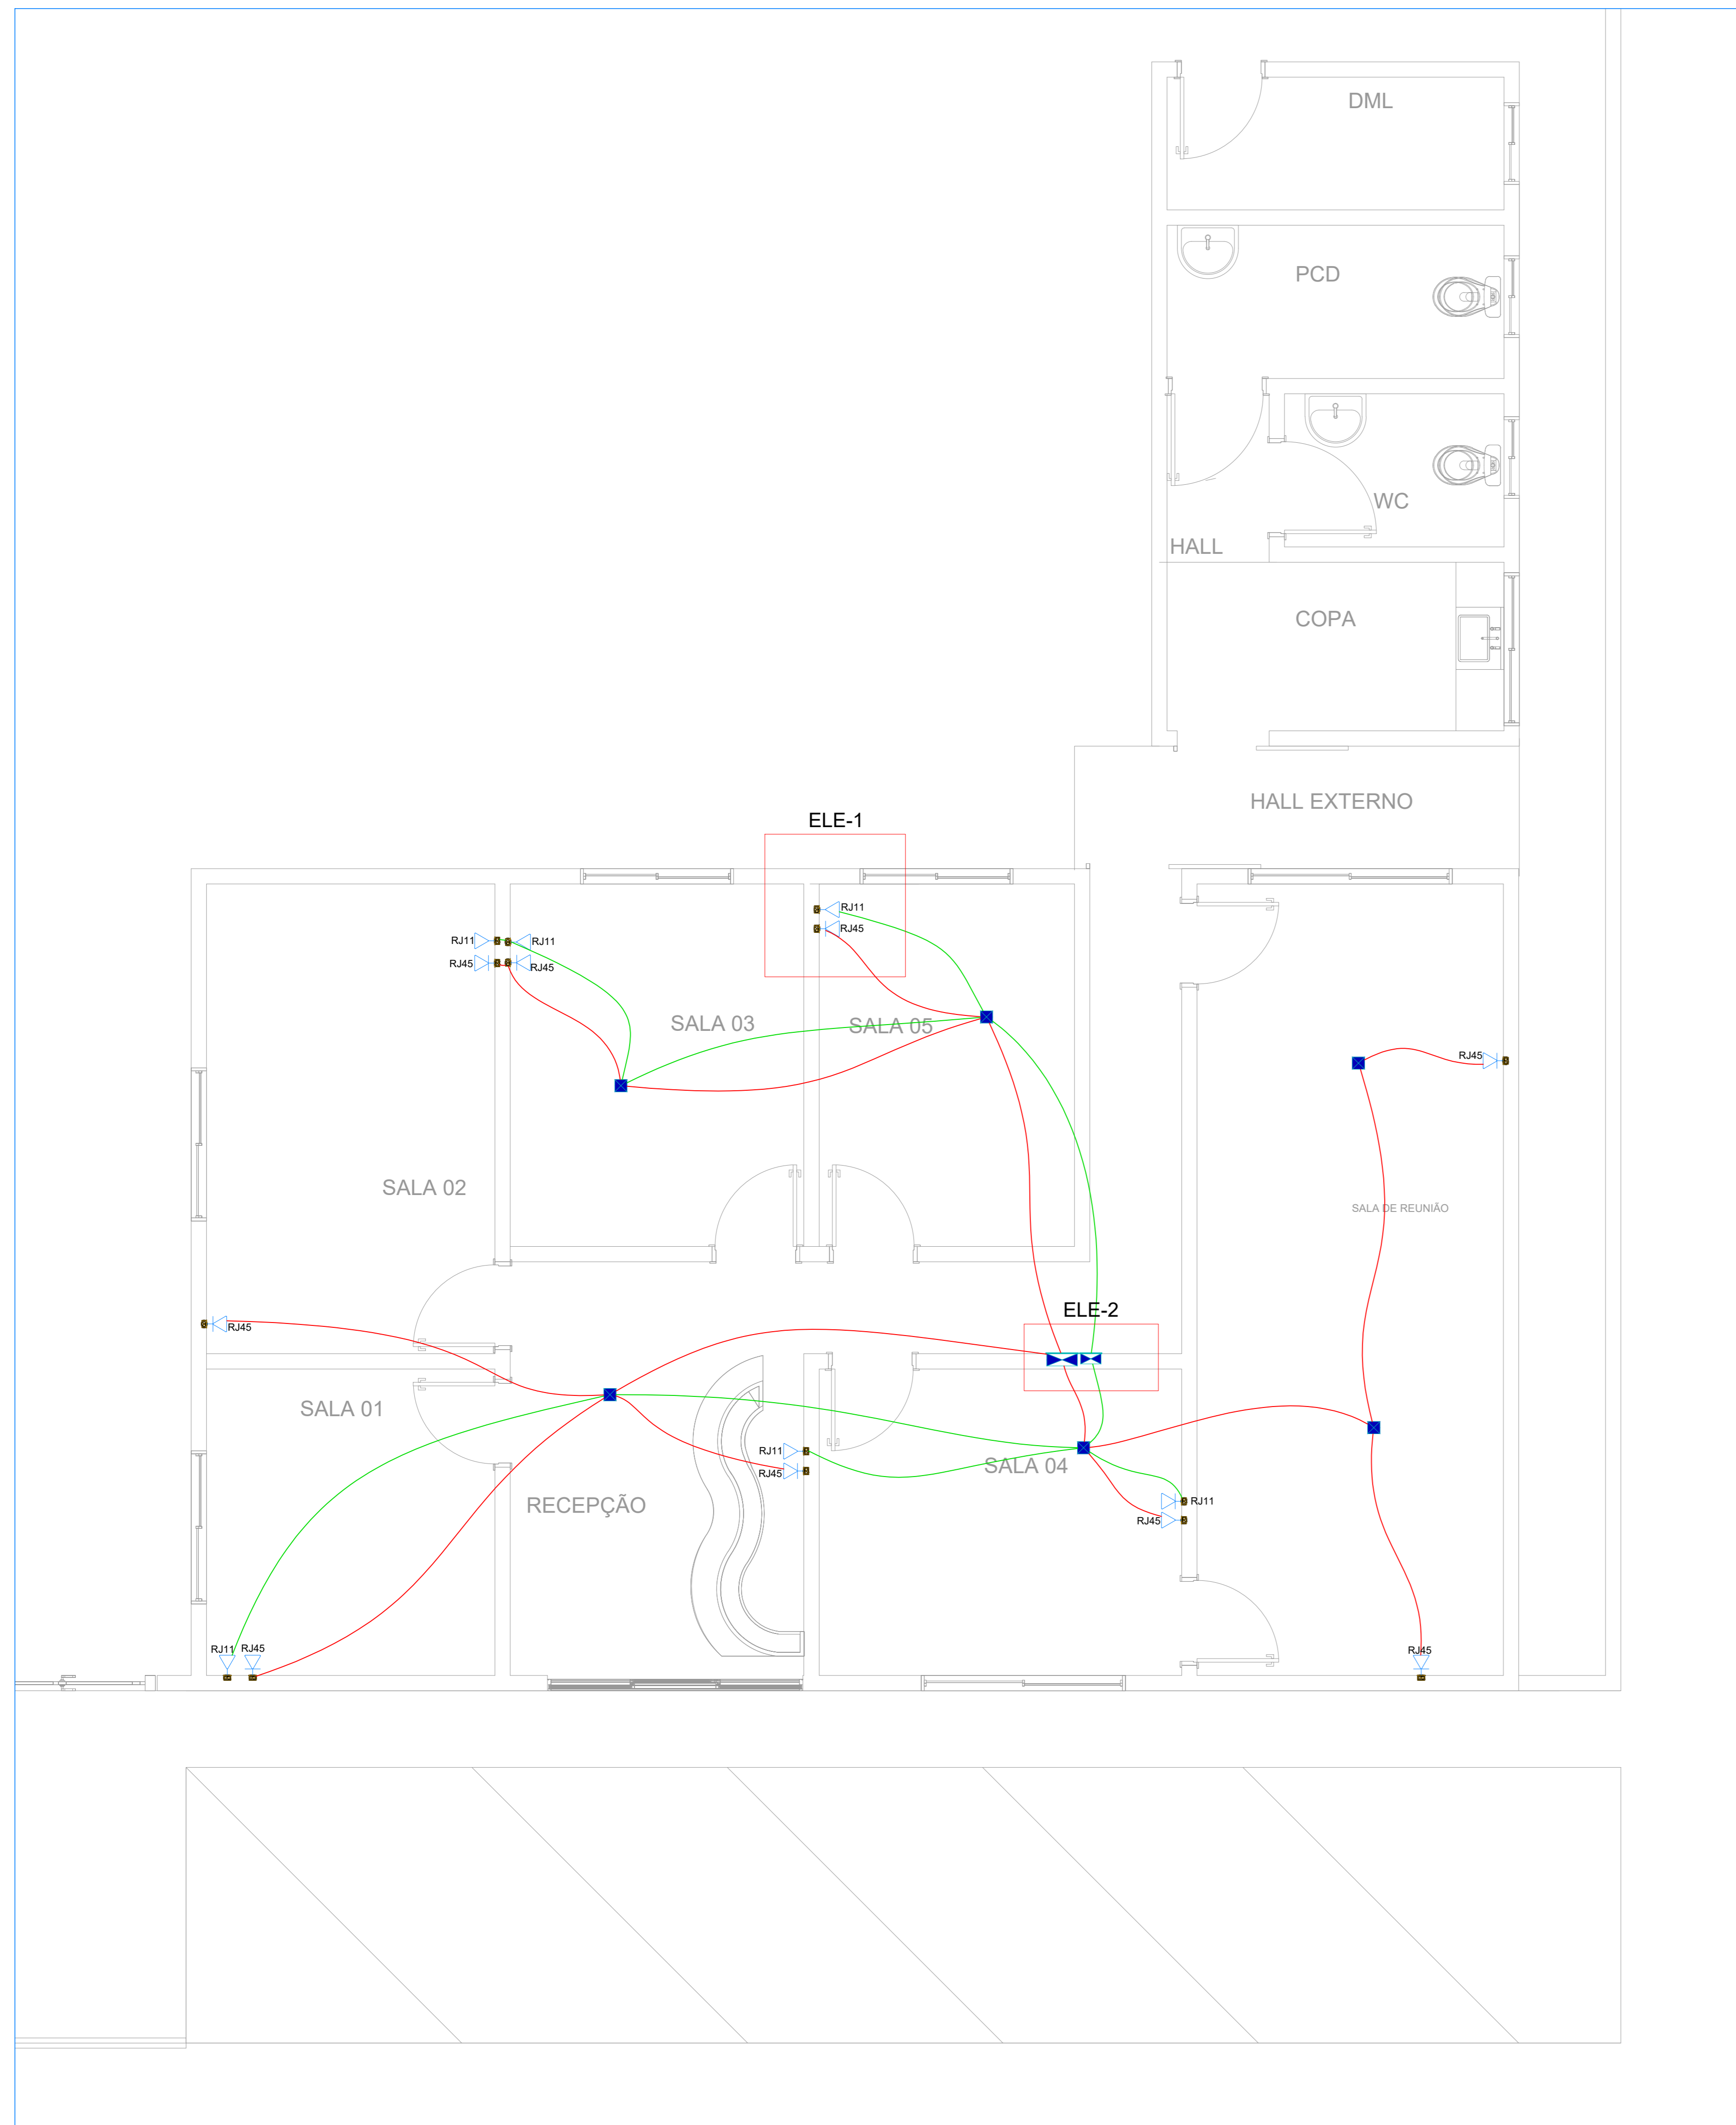 DML
PCD
WC
HALL
COPA
HALL EXTERNO
ELE-1
RJ11
RJ45
RJ11
RJ11
RJ45
RJ45
SALA 03
SALA 05
RJ45
SALA 02
SALA DE REUNIÃO
ELE-2
RJ45
SALA 01
RJ11
RJ45
SALA 04
RECEPÇÃO
RJ11
RJ45
RJ11
RJ45
RJ45